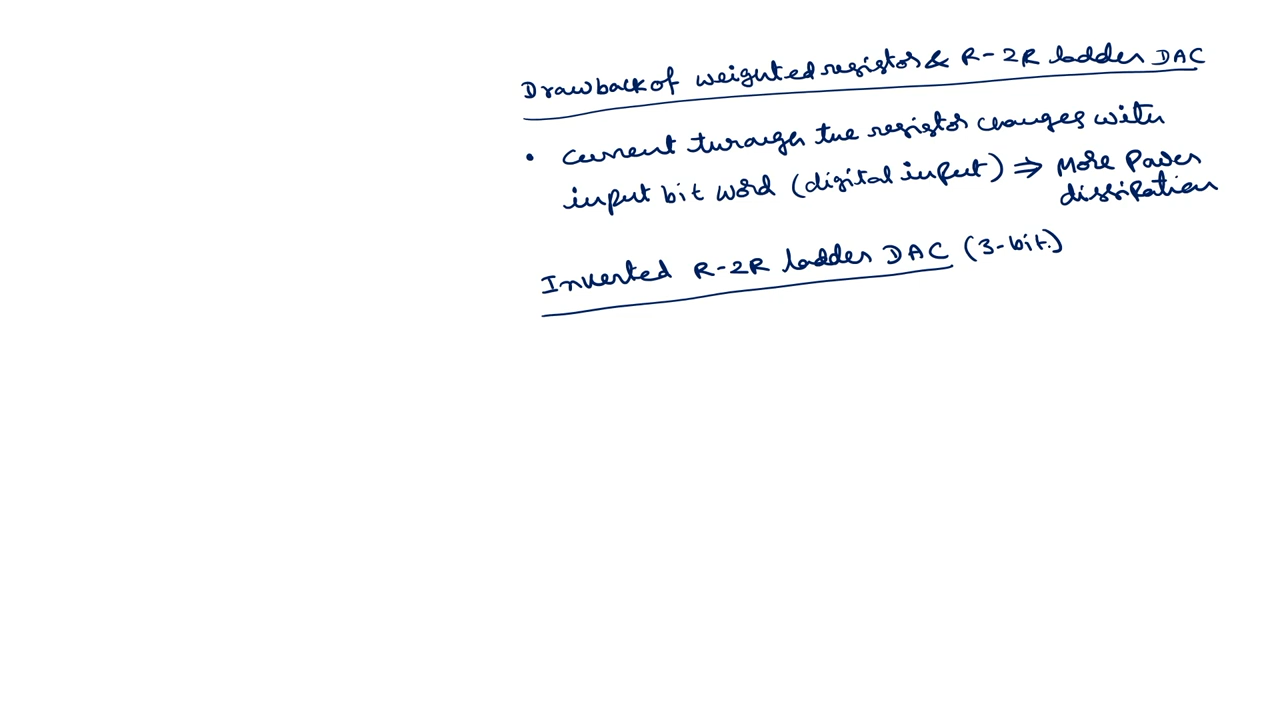 Drawback of weighted resistor & R-2R ladder DAC
• current through the resistor changes with
input bit word (digital input) ⇒ More Power
dissipation
Inverted R-2R ladder DAC (3-bit)